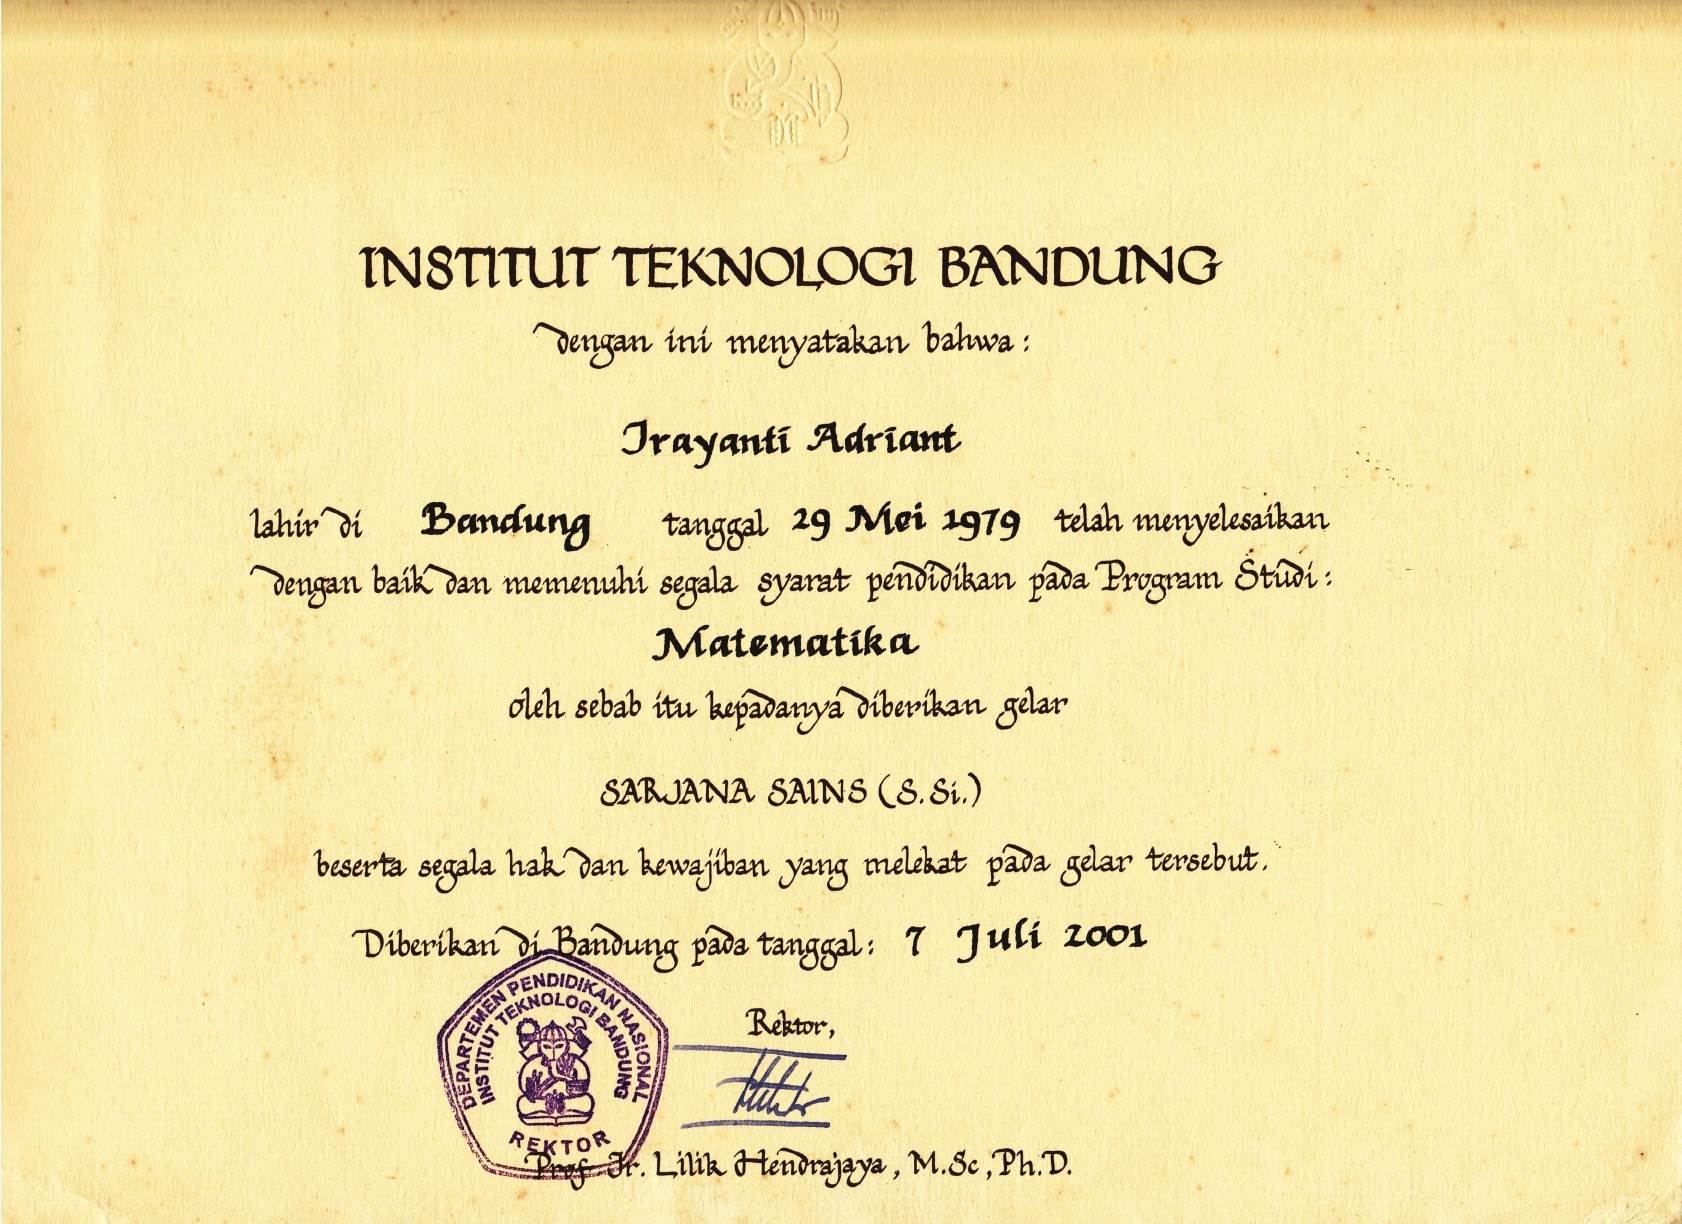 INSTITUT TEKNOLOGI BANDUNG
dengan ini menyatakan bahwa :
Irayanti Adriant
lahir di Bandung tanggal 29 Mei 1979 telah menyelesaikan
dengan baik dan memenuhi segala syarat pendidikan pada Program Studi :
Matematika
oleh sebab itu kepadanya diberikan gelar
SARJANA SAINS (S.Si.)
beserta segala hak dan kewajiban yang melekat pada gelar tersebut.
Diberikan di Bandung pada tanggal : 7 Juli 2001
DEPARTEMEN PENDIDIKAN NASIONAL
INSTITUT TEKNOLOGI BANDUNG
REKTOR
Rektor,
Prof. Ir. Lilik Hendrajaya, M.Sc, Ph.D.